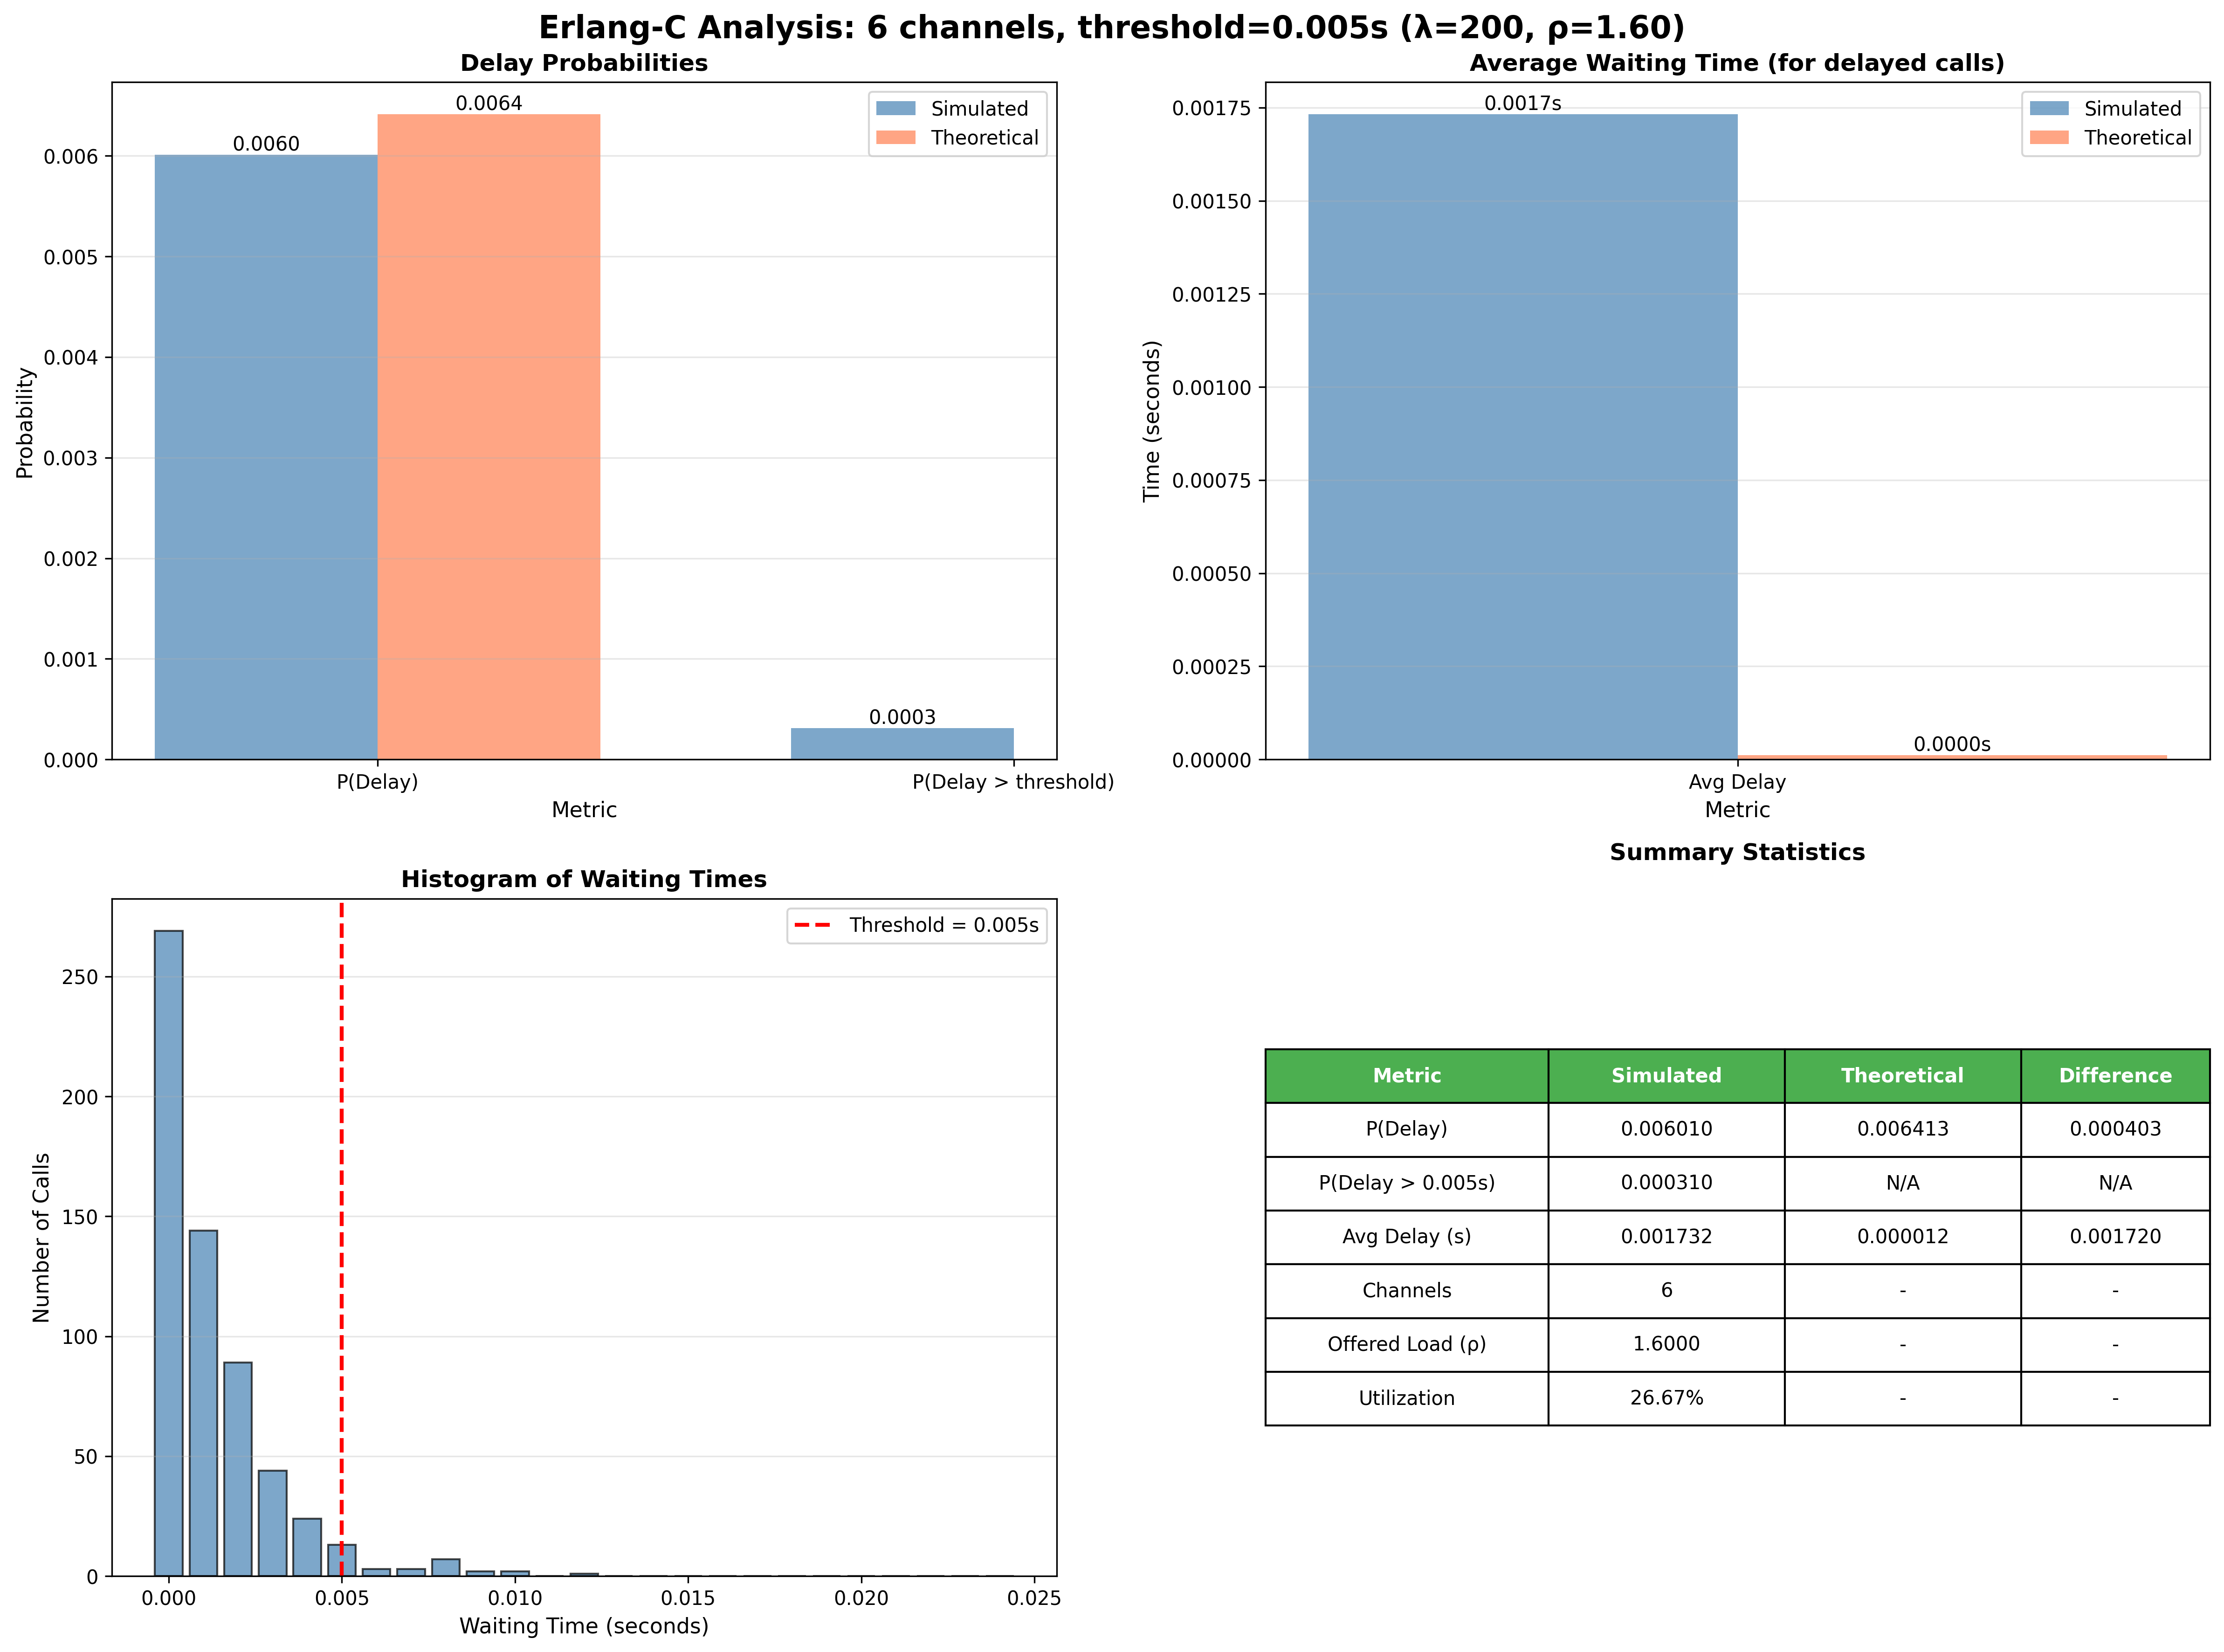 Erlang-C Analysis: 6 channels, threshold=0.005s (λ=200, ρ=1.60)
Delay Probabilities
Simulated
Theoretical
0.0060
0.0064
0.0003
0.006
0.005
0.004
0.003
0.002
0.001
0.000
Probability
P(Delay)
P(Delay > threshold)
Metric
Average Waiting Time (for delayed calls)
Simulated
Theoretical
0.0017s
0.0000s
0.00175
0.00150
0.00125
0.00100
0.00075
0.00050
0.00025
0.00000
Time (seconds)
Avg Delay
Metric
Histogram of Waiting Times
Threshold = 0.005s
250
200
150
100
50
0
Number of Calls
0.000 0.005 0.010 0.015 0.020 0.025
Waiting Time (seconds)
Summary Statistics
Metric Simulated Theoretical Difference
P(Delay) 0.006010 0.006413 0.000403
P(Delay > 0.005s) 0.000310 N/A N/A
Avg Delay (s) 0.001732 0.000012 0.001720
Channels 6 - -
Offered Load (ρ) 1.6000 - -
Utilization 26.67% - -